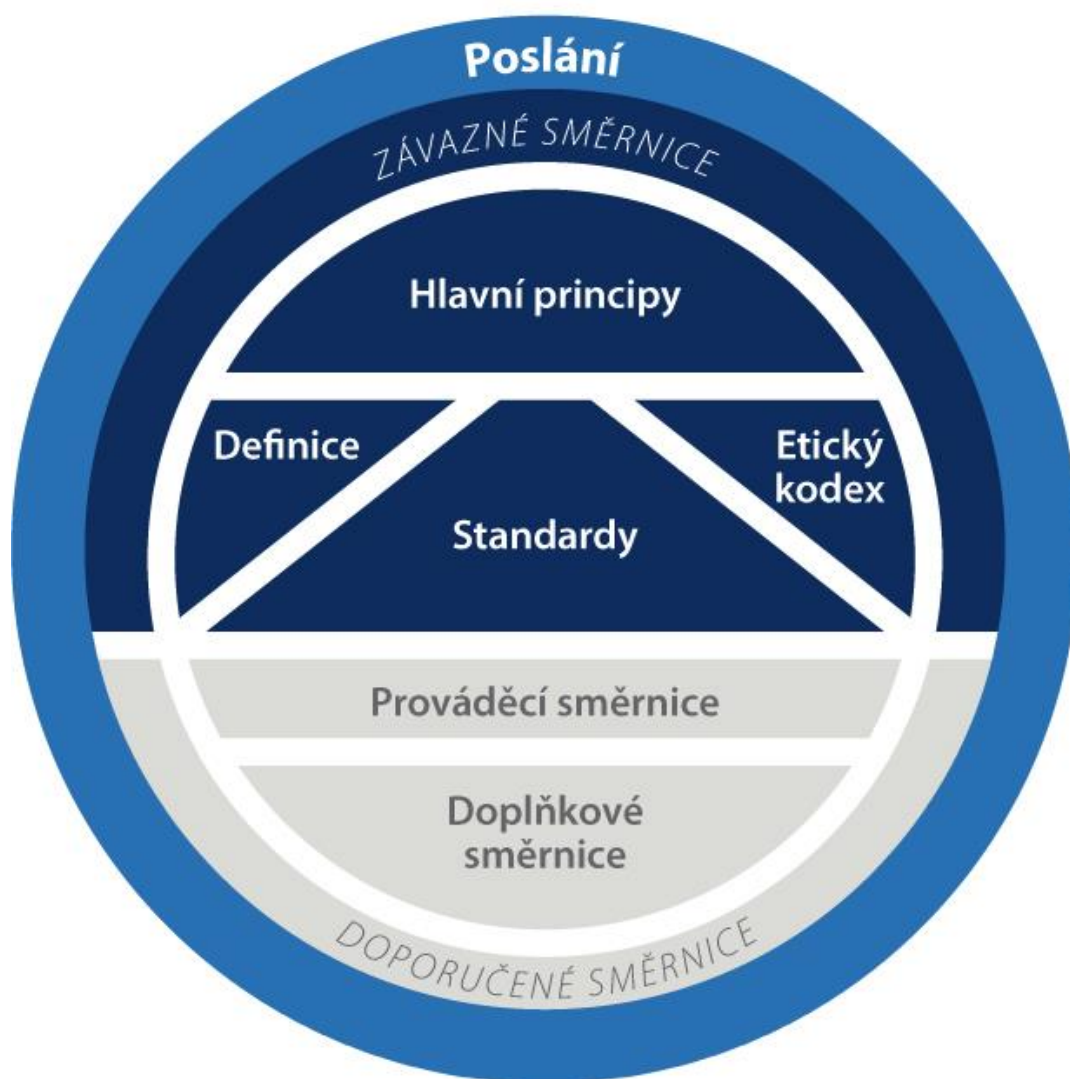 Poslání
ZÁVAZNÉ SMĚRNICE
Hlavní principy
Definice
Etický
kodex
Standardy
Prováděcí směrnice
Doplňkové
směrnice
DOPORUČENÉ SMĚRNICE